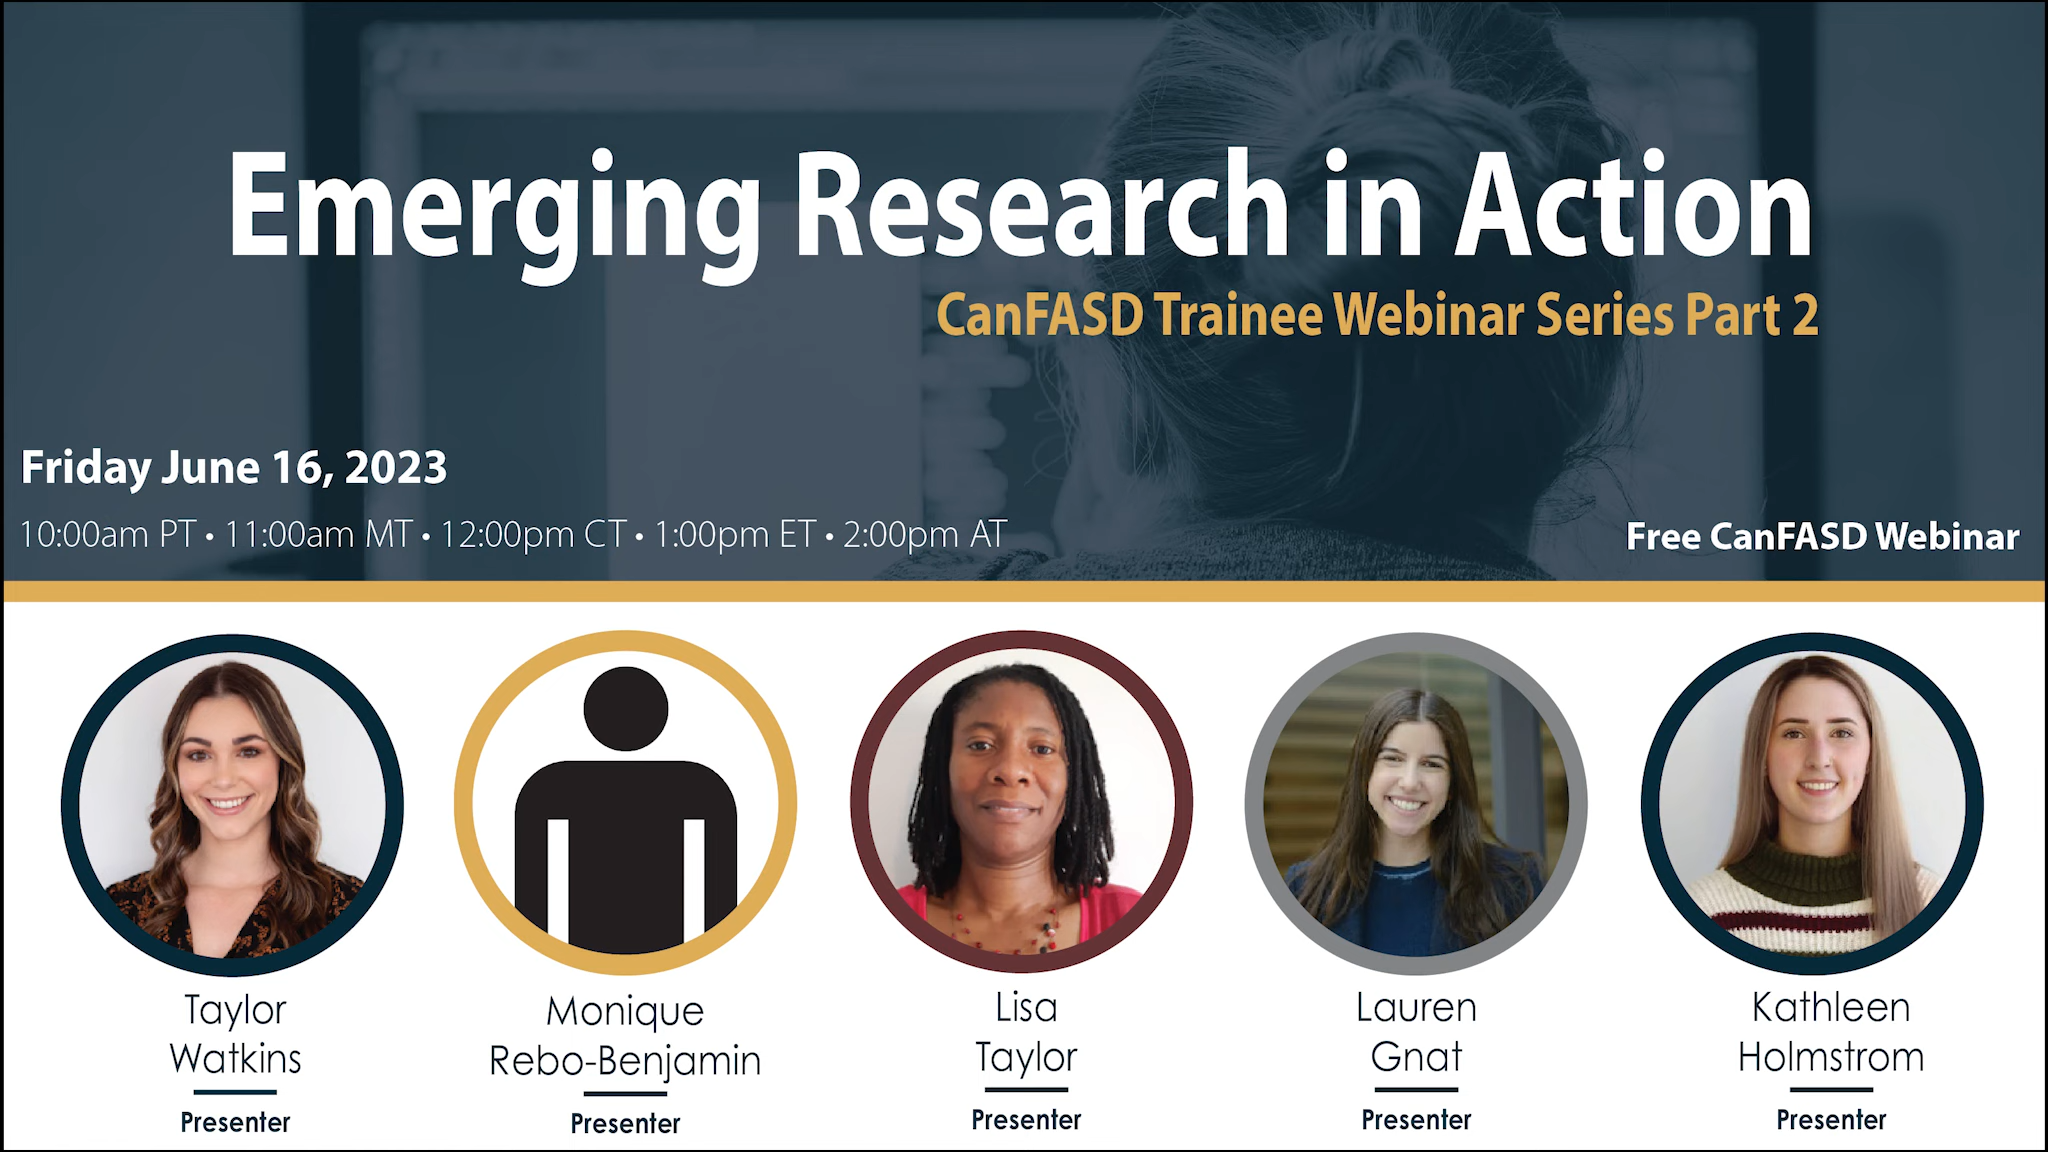 Emerging Research in Action
CanFASD Trainee Webinar Series Part 2
Friday June 16, 2023
10:00am PT • 11:00am MT • 12:00pm CT • 1:00pm ET • 2:00pm AT
Free CanFASD Webinar
Taylor
Watkins
Presenter
Monique
Rebo-Benjamin
Presenter
Lisa
Taylor
Presenter
Lauren
Gnat
Presenter
Kathleen
Holmstrom
Presenter